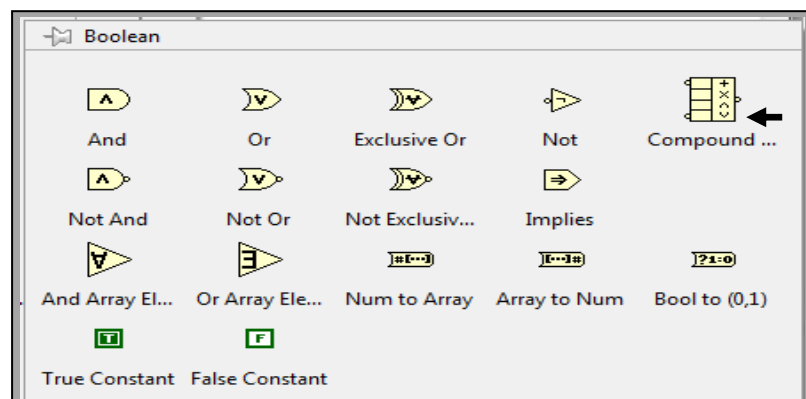 Boolean
And Or Exclusive Or Not Compound ...
Not And Not Or Not Exclusiv... Implies
And Array El... Or Array Ele... Num to Array Array to Num Bool to (0,1)
True Constant False Constant